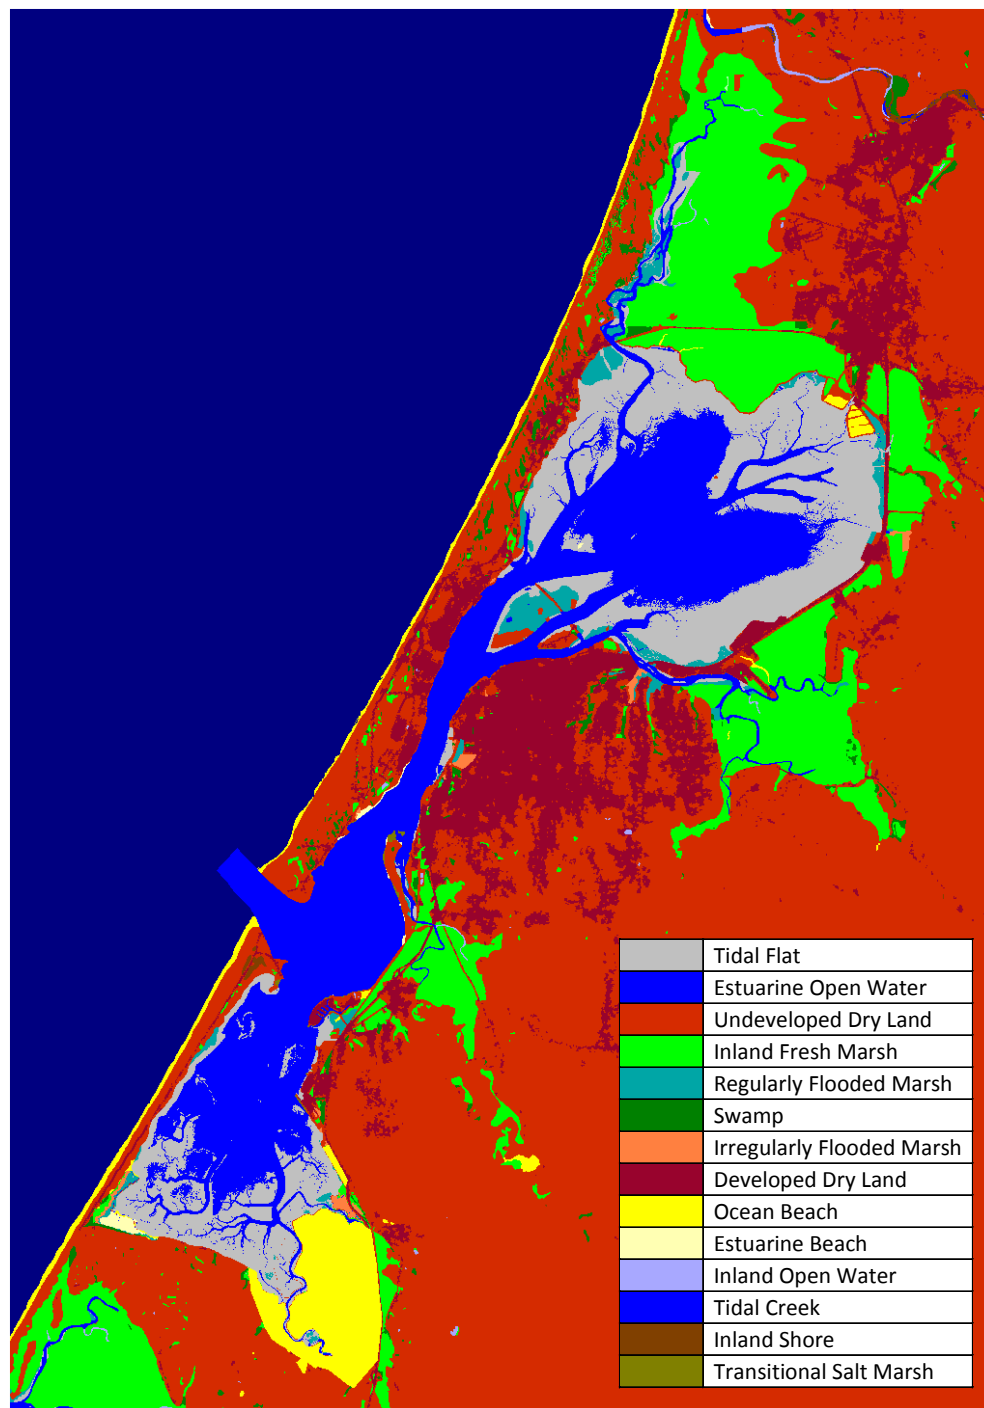 Tidal Flat
Estuarine Open Water
Undeveloped Dry Land
Inland Fresh Marsh
Regularly Flooded Marsh
Swamp
Irregularly Flooded Marsh
Developed Dry Land
Ocean Beach
Estuarine Beach
Inland Open Water
Tidal Creek
Inland Shore
Transitional Salt Marsh